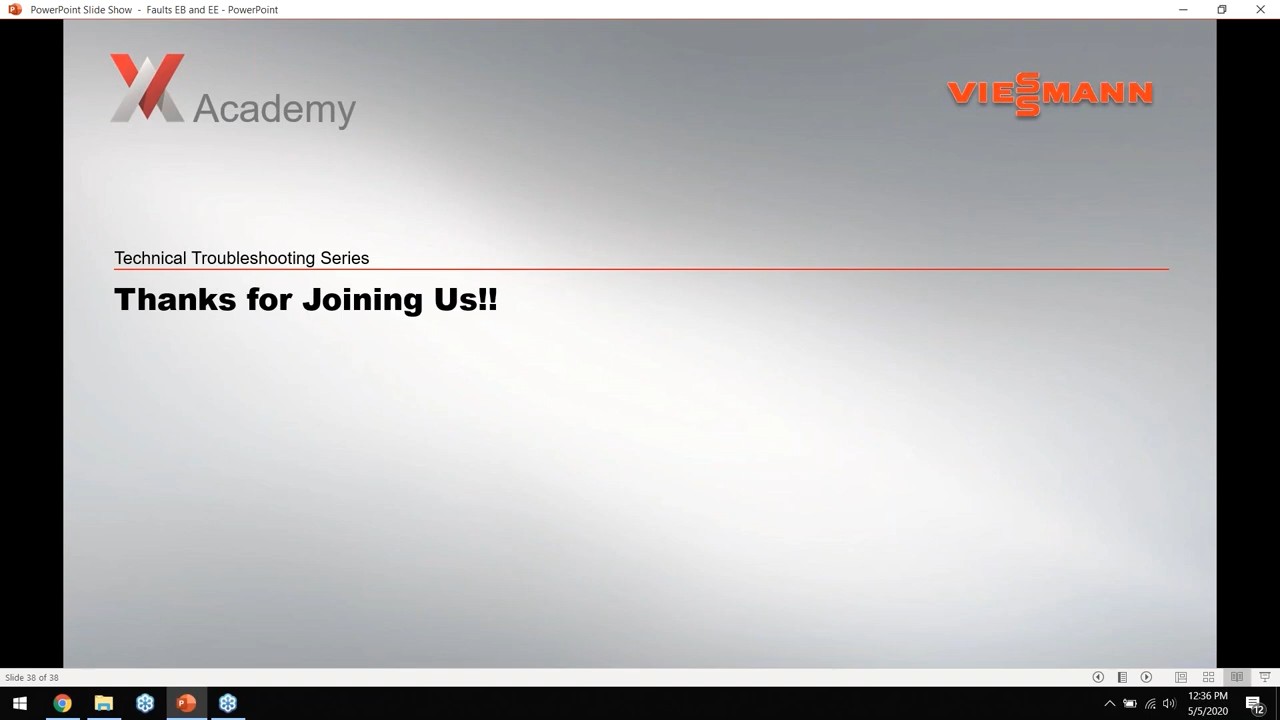 PowerPoint Slide Show - Faults EB and EE - PowerPoint
Academy
VIESSMANN
Technical Troubleshooting Series
Thanks for Joining Us!!
Slide 38 of 38
12:36 PM
5/5/2020
12